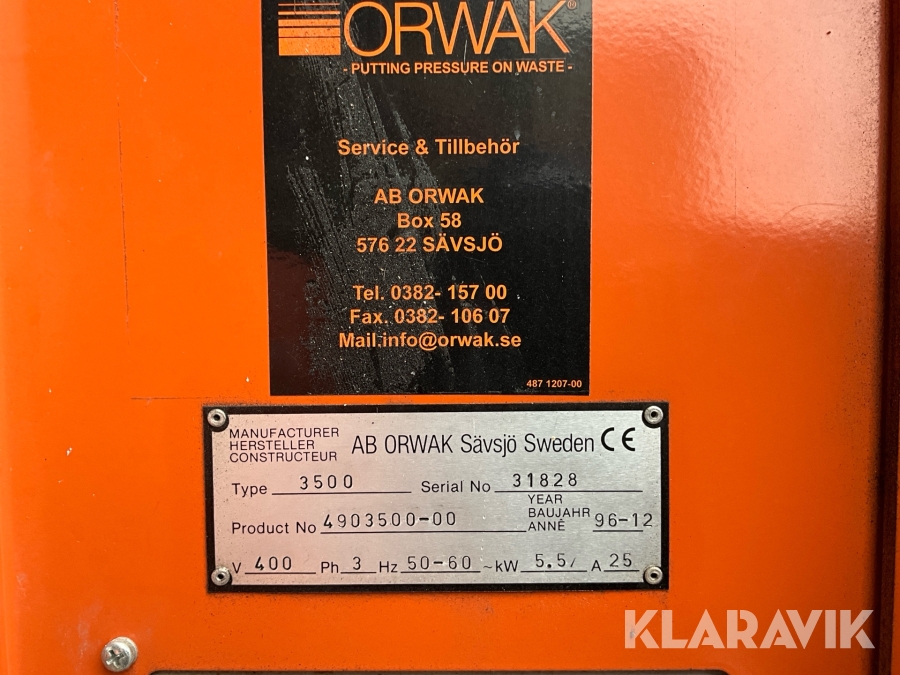 ORWAK®
- PUTTING PRESSURE ON WASTE -
Service & Tillbehör
AB ORWAK
Box 58
576 22 SÄVSJÖ
Tel. 0382- 157 00
Fax. 0382- 106 07
Mail.info@orwak.se
487 1207-00
MANUFACTURER
HERSTELLER
CONSTRUCTEUR
AB ORWAK Sävsjö Sweden CE
Type 3500 Serial No 31828
Product No 4903500-00
YEAR
BAUJAHR
ANNÊ
96-12
V 400 Ph 3 Hz 50-60 ~kW 5.5/ A 25
KLARAVIK